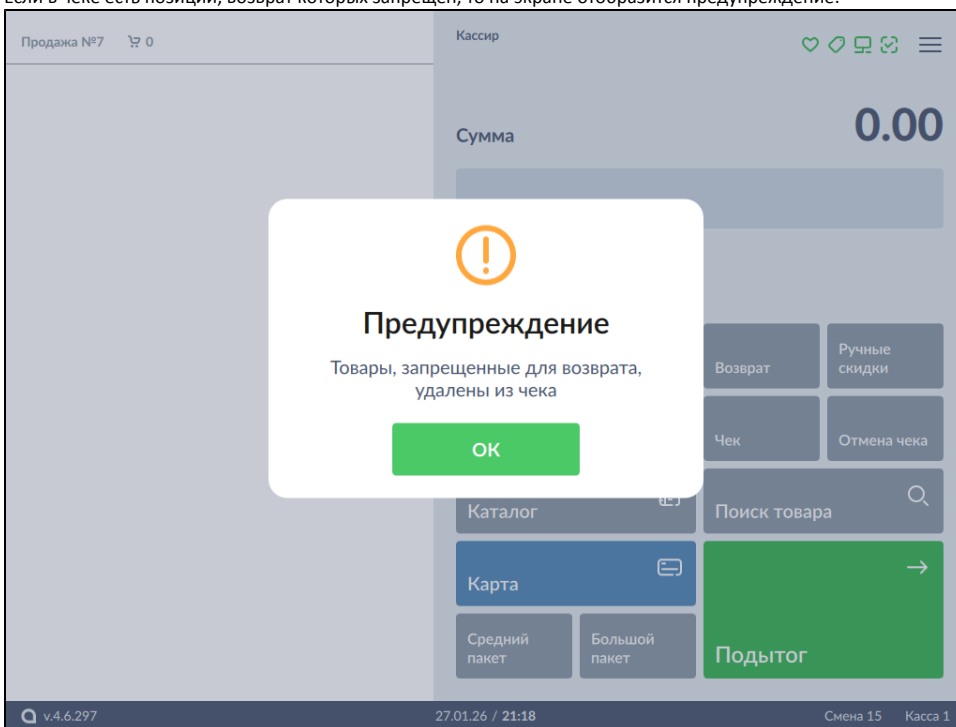 Если в чеке есть позиции, возврат которых запрещен, то на экране отобразится предупреждение:
Продажа №7 0
Кассир
Сумма 0.00
Предупреждение
Товары, запрещенные для возврата,
удалены из чека
ОК
Возврат
Ручные
скидки
Чек
Отмена чека
Каталог
Поиск товара
Карта
Средний
пакет
Большой
пакет
Подытог
v.4.6.297
27.01.26 / 21:18
Смена 15 Касса 1